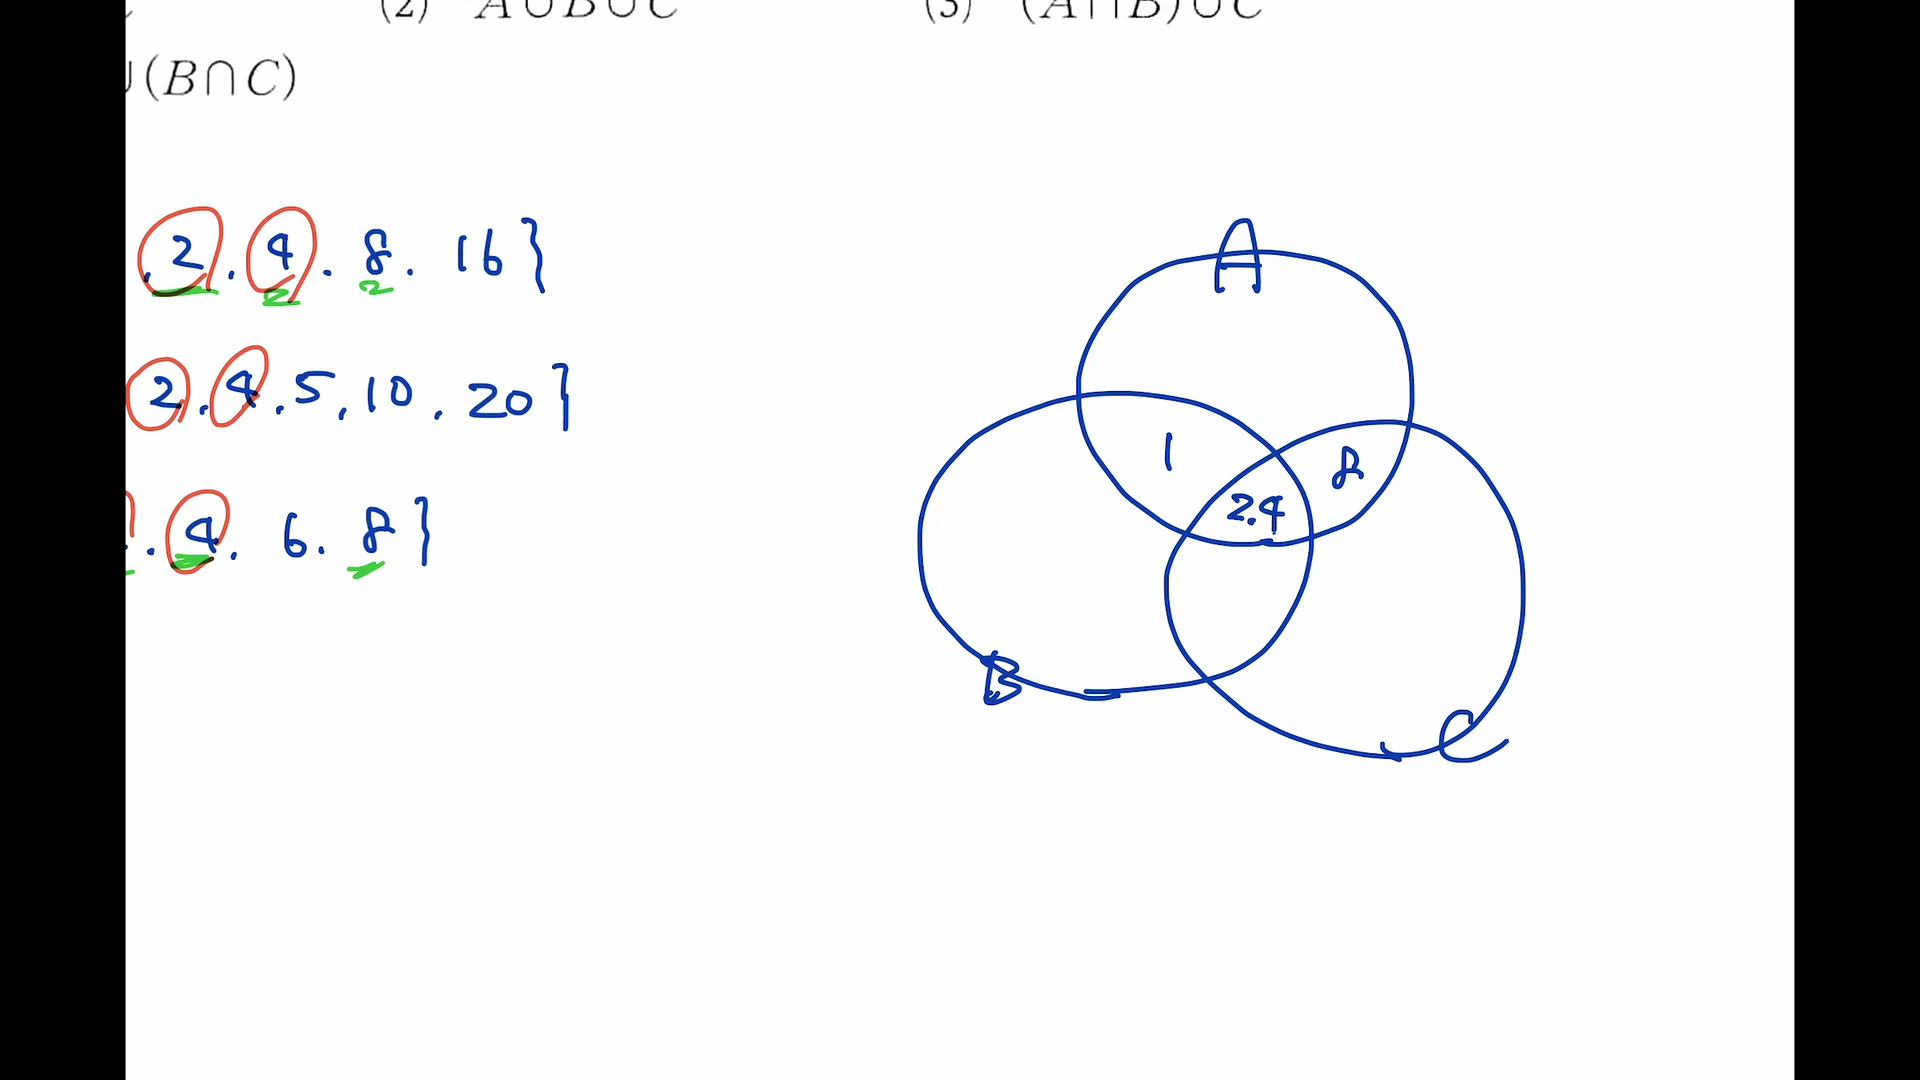 (2) A∪B∪C (3) (A∩B)∪C
∪(B∩C)
, 2 . 4 . 8 . 16 }
2 , . 4 . 5 , 10 . 20 }
. 4 . 6 . 8 }
A
1
8
2.4
B
C